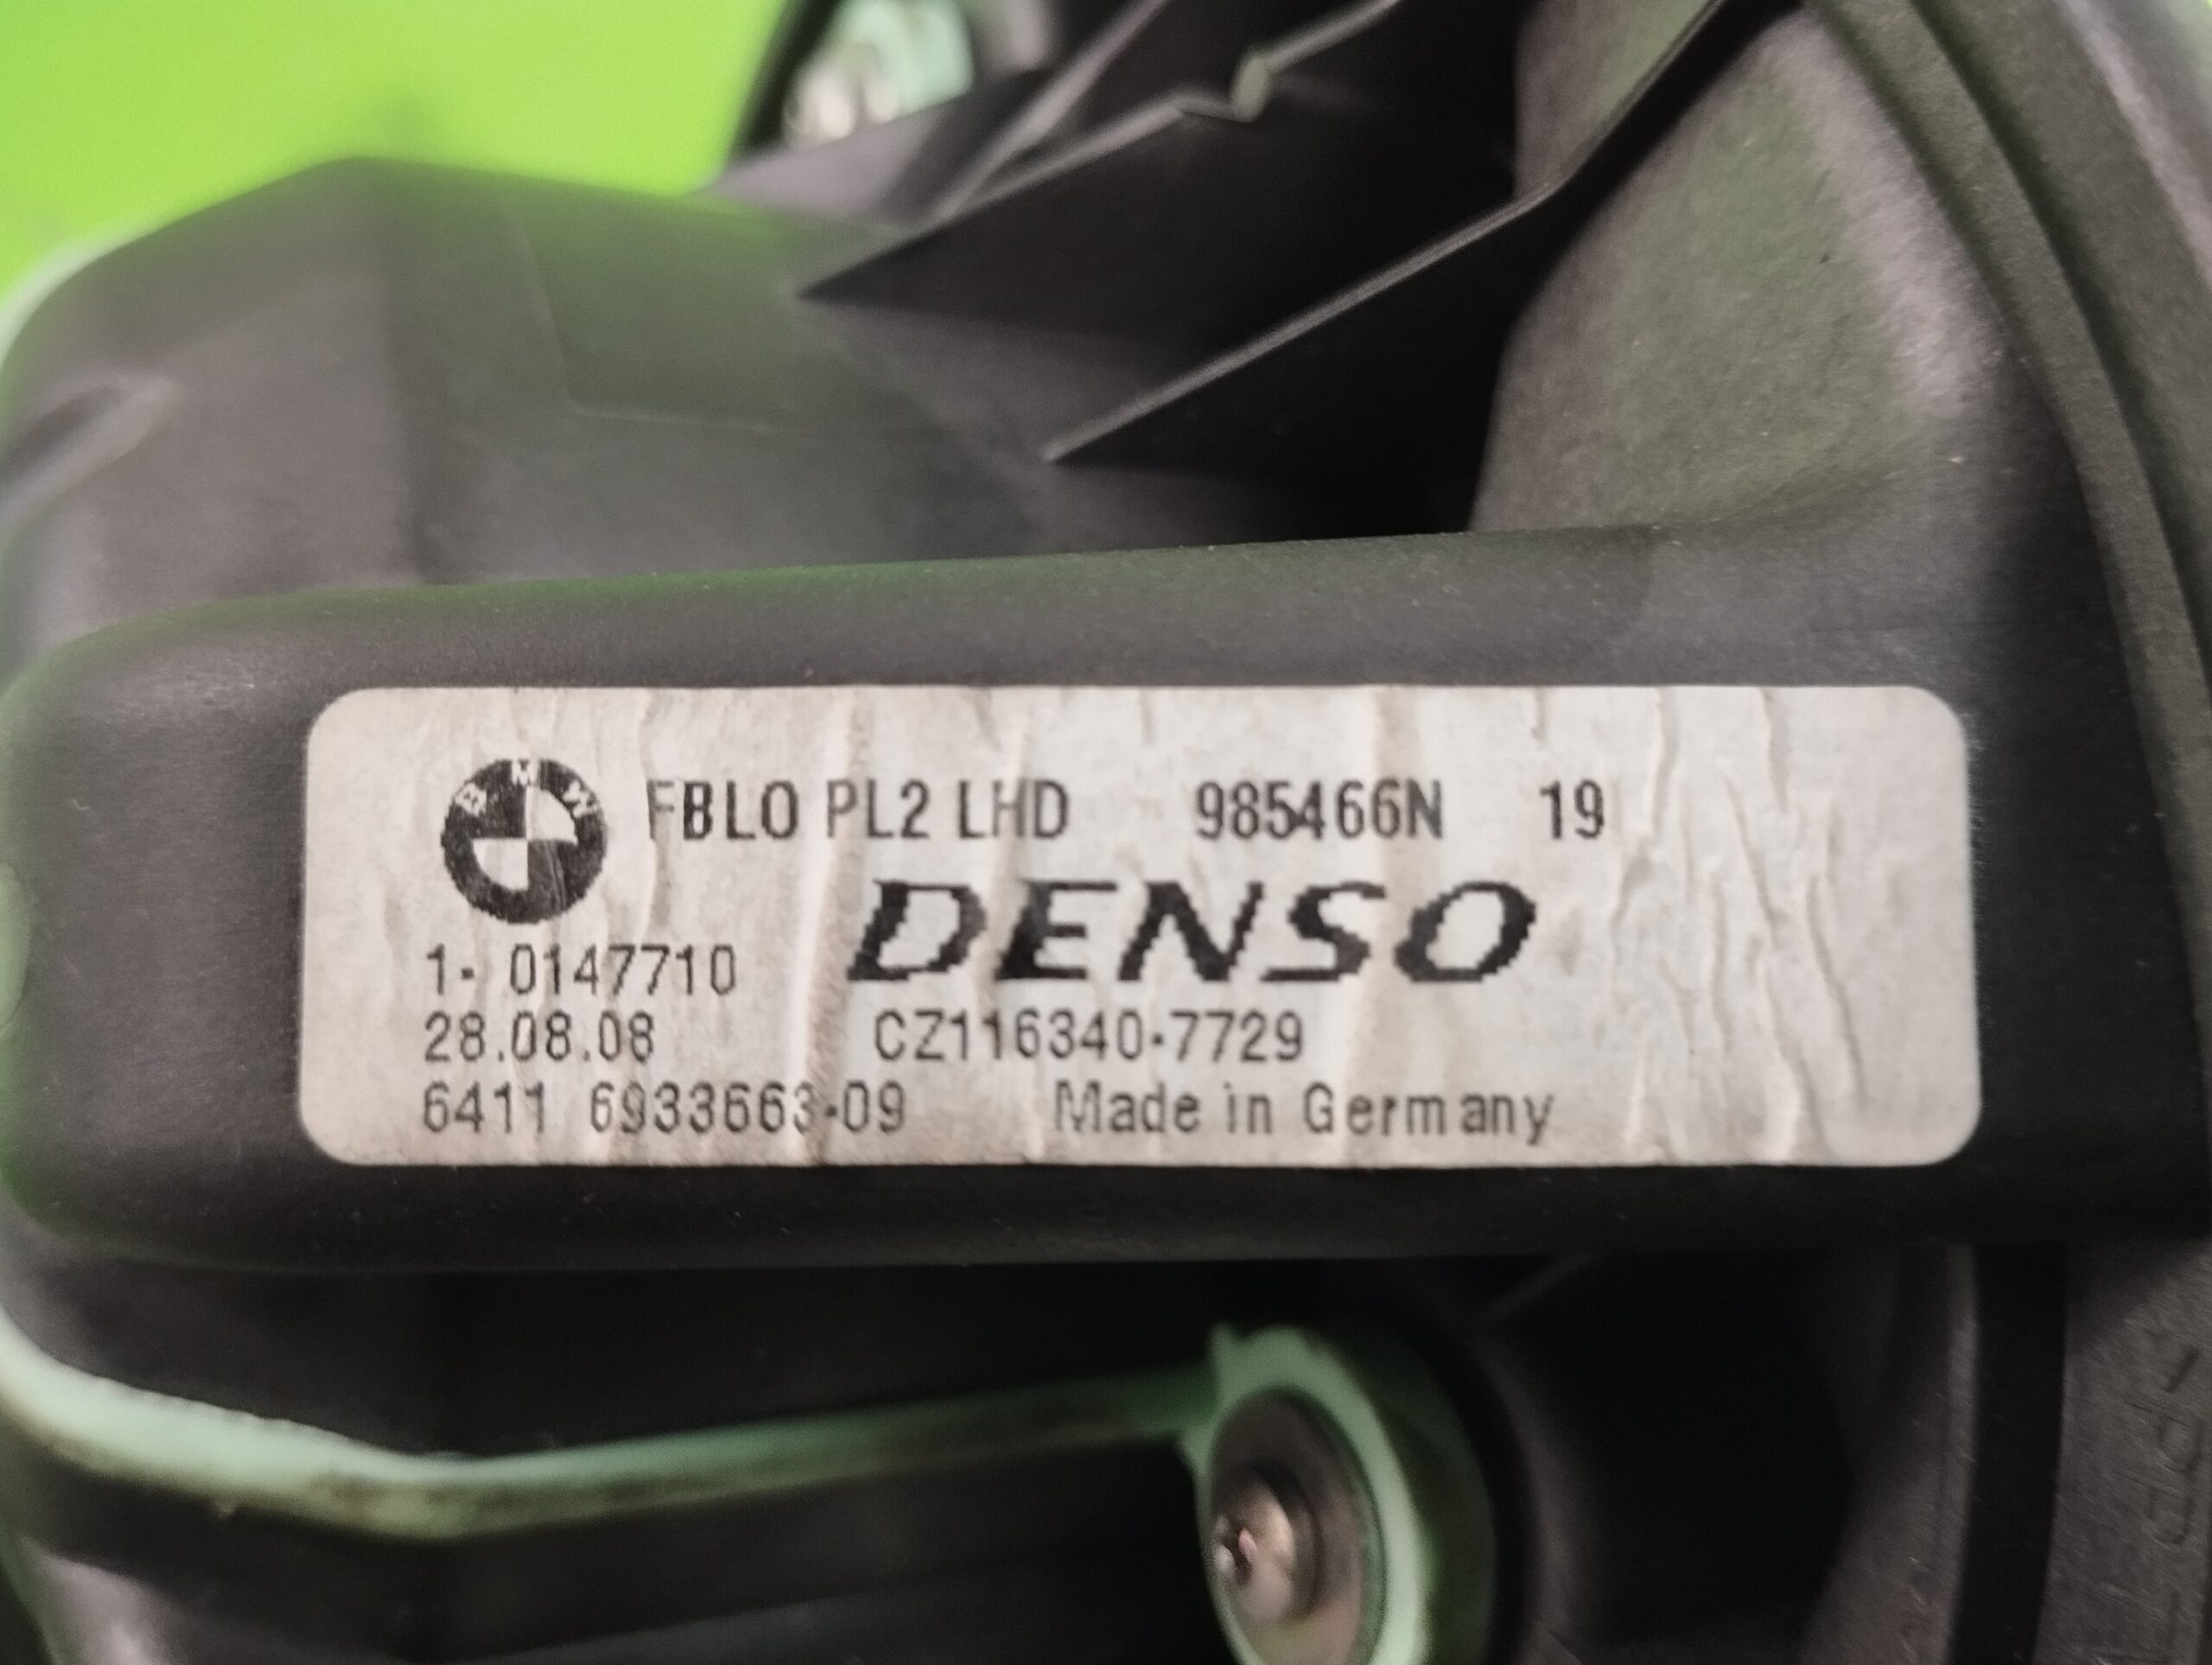 BMW FBLO PL2 LHD 985466N 19
DENSO
1- 0147710
28.08.08 CZ116340-7729
6411 6933663-09 Made in Germany